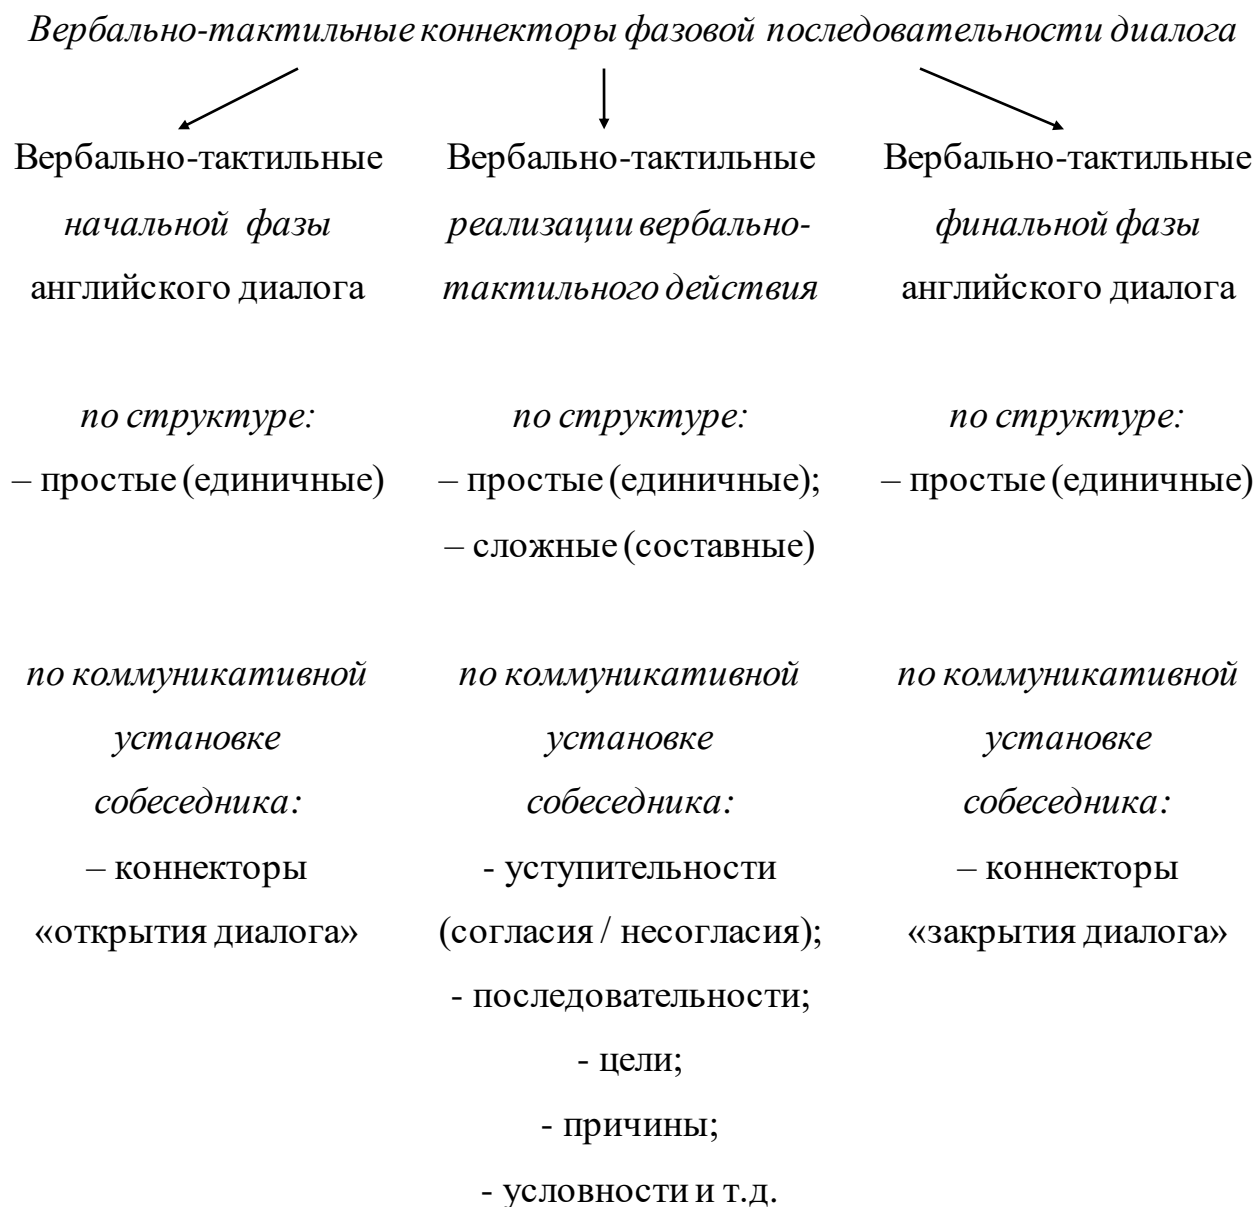 Вербально-тактильные коннекторы фазовой последовательности диалога
Вербально-тактильные
начальной фазы
английского диалога
по структуре:
– простые (единичные)
по коммуникативной
установке
собеседника:
– коннекторы
«открытия диалога»
Вербально-тактильные
реализации вербально-
тактильного действия
по структуре:
– простые (единичные);
– сложные (составные)
по коммуникативной
установке
собеседника:
- уступительности
(согласия / несогласия);
- последовательности;
- цели;
- причины;
- условности и т.д.
Вербально-тактильные
финальной фазы
английского диалога
по структуре:
– простые (единичные)
по коммуникативной
установке
собеседника:
– коннекторы
«закрытия диалога»